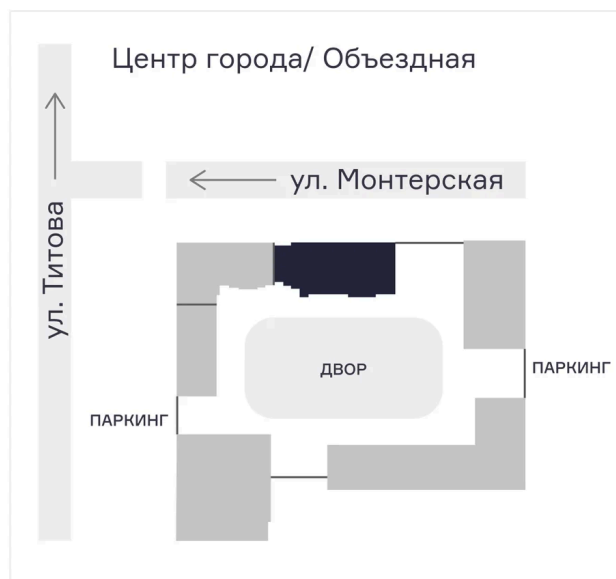 Центр города/ Объездная
ул. Монтерская
ул. Титова
ДВОР
ПАРКИНГ
ПАРКИНГ